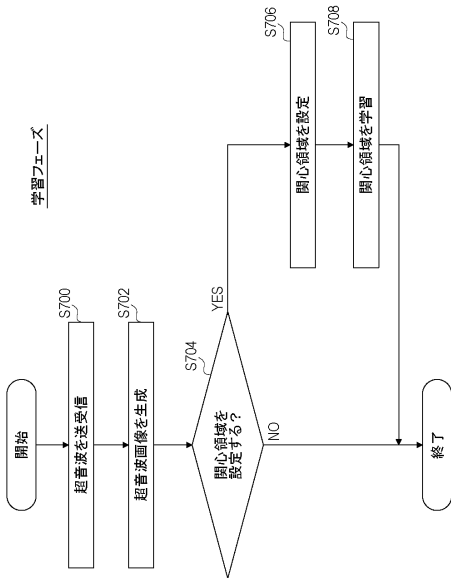 学習フェーズ
開始
S700
超音波を送受信
S702
超音波画像を生成
S704
関心領域を
設定する？
YES
NO
S706
関心領域を設定
S708
関心領域を学習
終了